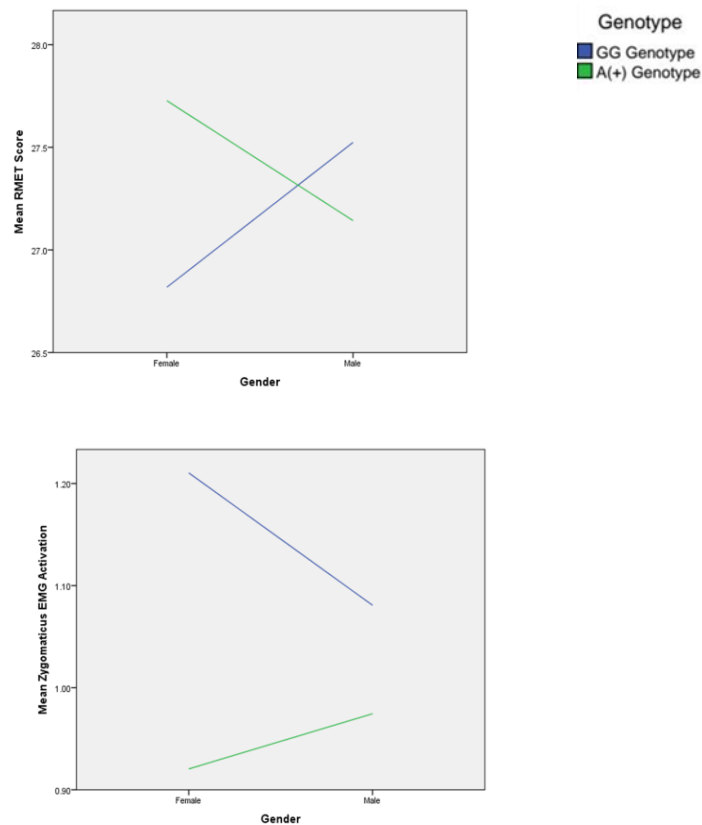 Genotype
GG Genotype
A(+) Genotype
28.0
27.5
27.0
26.5
Mean RMET Score
Female
Male
Gender
1.20
1.10
1.00
0.90
Mean Zygomaticus EMG Activation
Female
Male
Gender